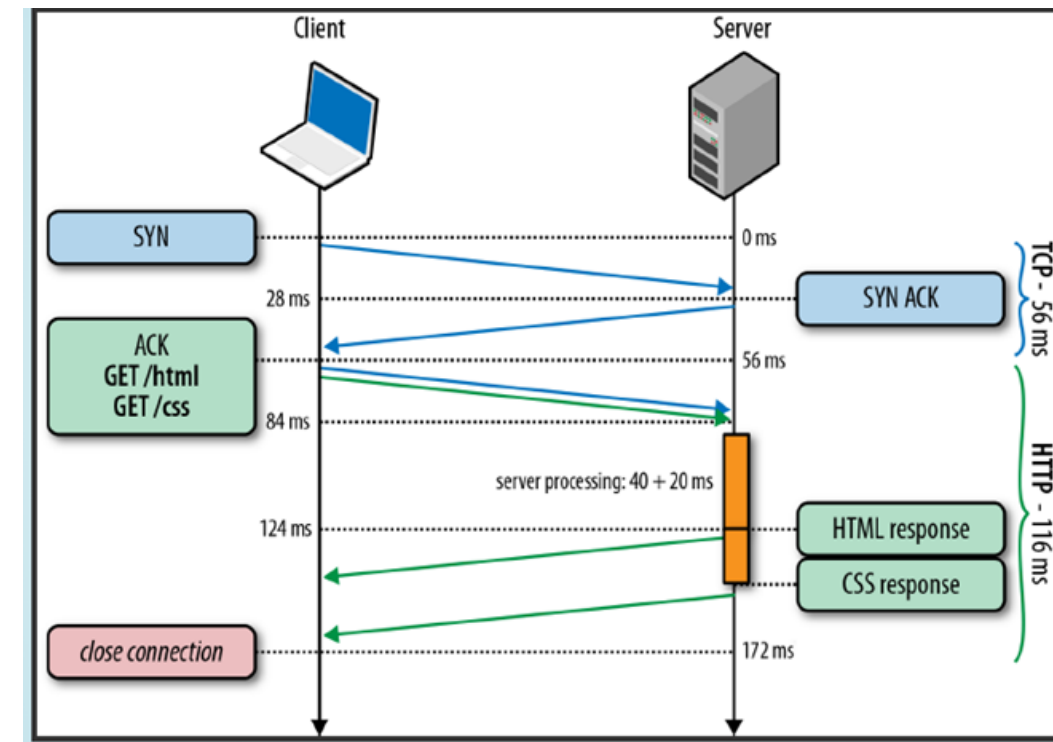 Client
Server
SYN
0 ms
TCP - 56 ms
28 ms
SYN ACK
ACK
GET /html
GET /css
56 ms
84 ms
server processing: 40 + 20 ms
HTTP - 116 ms
124 ms
HTML response
CSS response
close connection
172 ms